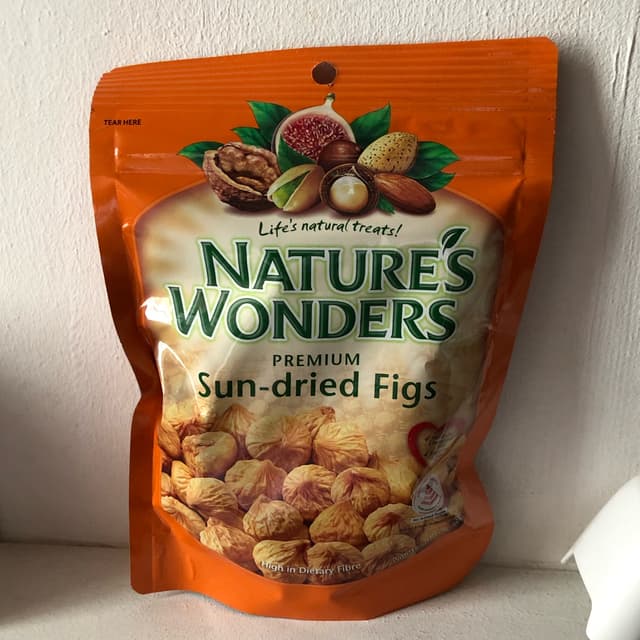 TEAR HERE
Life's natural treats!
NATURE'S
WONDERS
PREMIUM
Sun-dried Figs
High in Dietary Fibre